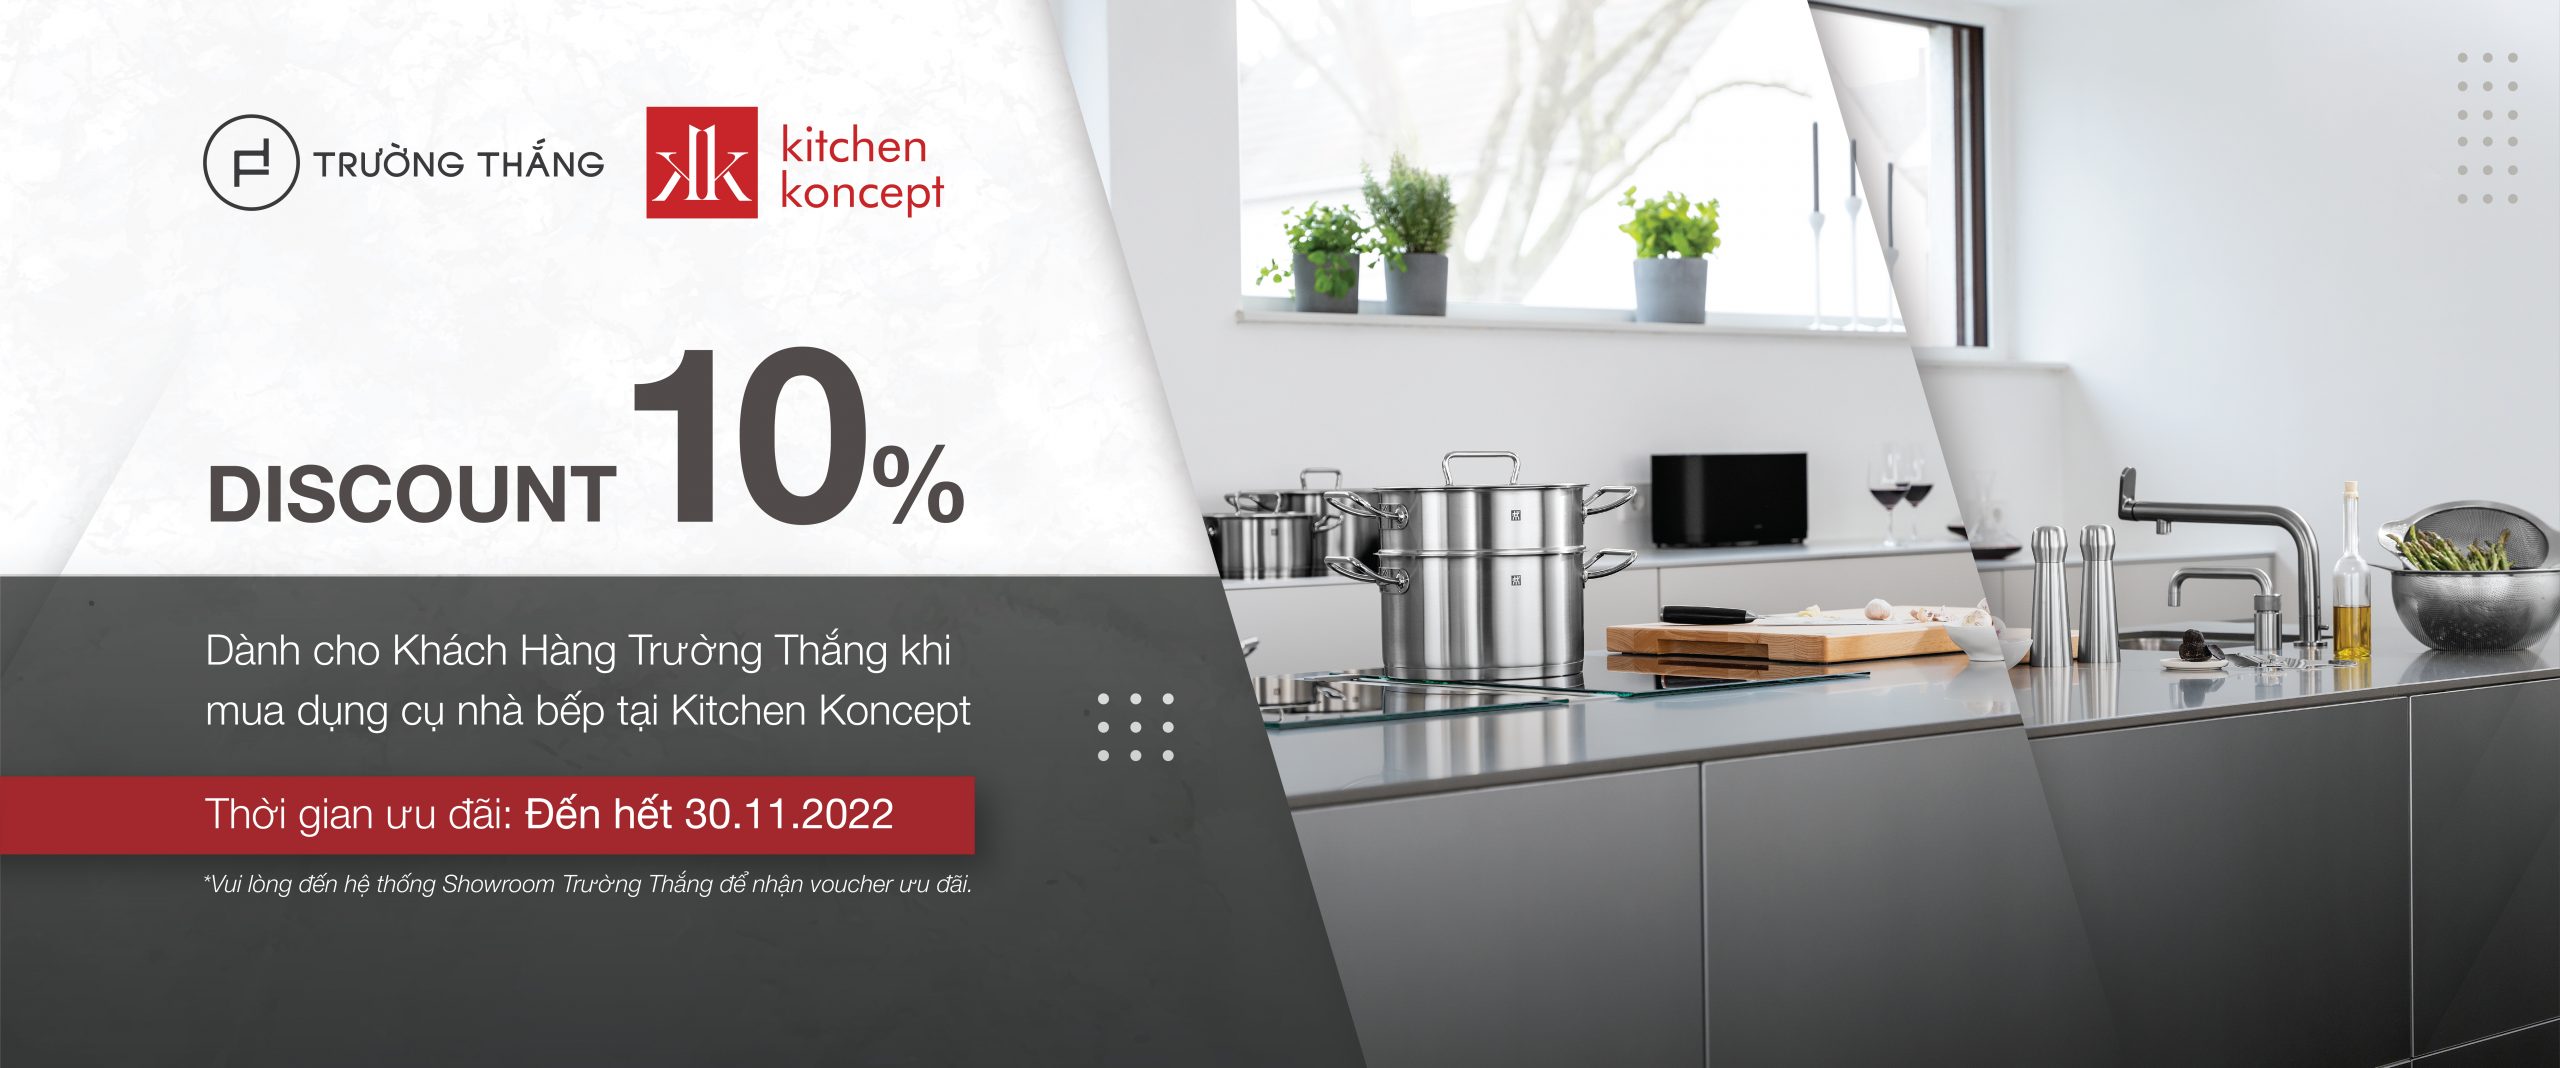 TRƯỜNG THẮNG
kitchen
koncept
DISCOUNT 10%
Dành cho Khách Hàng Trường Thắng khi
mua dụng cụ nhà bếp tại Kitchen Koncept
Thời gian ưu đãi: Đến hết 30.11.2022
*Vui lòng đến hệ thống Showroom Trường Thắng để nhận voucher ưu đãi.